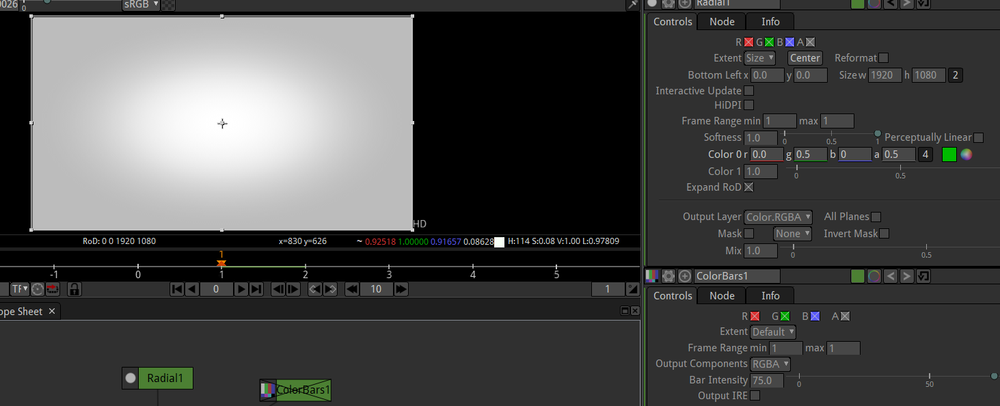 0026 0 sRGB
HD
RoD: 0 0 1920 1080 x=830 y=626 ~ 0.92518 1.00000 0.91657 0.08628 H:114 S:0.08 V:1.00 L:0.97809
1
-1 0 1 2 3 4 5
TF 0 10 1
ope Sheet
Radial1
ColorBars1
Radial1
Controls Node Info
R G B A
Extent Size Center Reformat
Bottom Left x 0.0 y 0.0 Size w 1920 h 1080 2
Interactive Update
HiDPI
Frame Range min 1 max 1
Softness 1.0 0 0.5 1 Perceptually Linear
Color 0 r 0.0 g 0.5 b 0 a 0.5 4
Color 1 1.0 0 0.5
Expand RoD
Output Layer Color.RGBA All Planes
Mask None Invert Mask
Mix 1.0 0 0.5
ColorBars1
Controls Node Info
R G B A
Extent Default
Frame Range min 1 max 1
Output Components RGBA
Bar Intensity 75.0 0 50
Output IRE